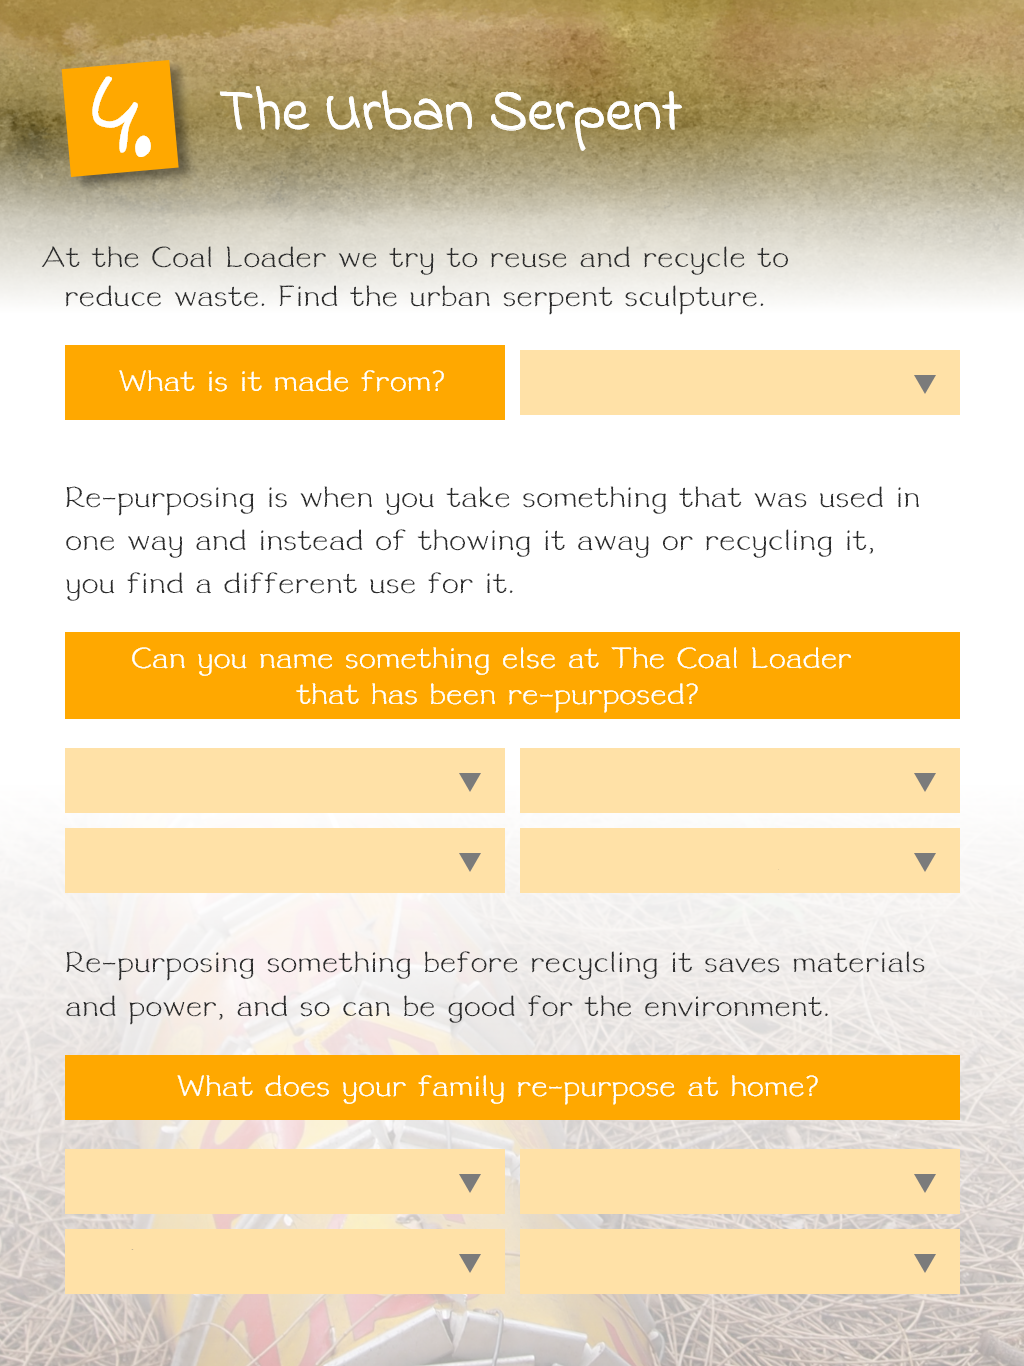 4.
The Urban Serpent
At the Coal Loader we try to reuse and recycle to
reduce waste. Find the urban serpent sculpture.
What is it made from?
Re-purposing is when you take something that was used in
one way and instead of thowing it away or recycling it,
you find a different use for it.
Can you name something else at The Coal Loader
that has been re-purposed?
Re-purposing something before recycling it saves materials
and power, and so can be good for the environment.
What does your family re-purpose at home?